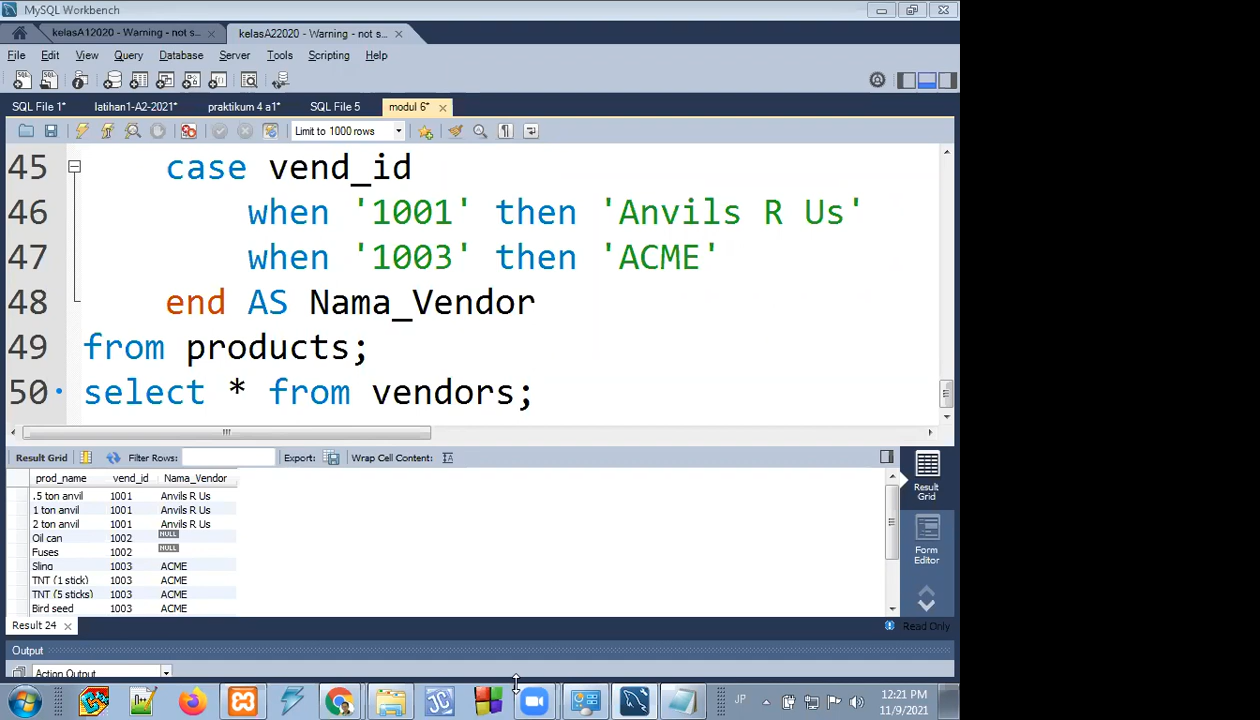 MySQL Workbench
kelasA12020 - Warning - not s...
kelasA22020 - Warning - not s...
File Edit View Query Database Server Tools Scripting Help
SQL File 1* latihan1-A2-2021* praktikum 4 a1* SQL File 5 modul 6*
Limit to 1000 rows
45 case vend_id
46 when '1001' then 'Anvils R Us'
47 when '1003' then 'ACME'
48 end AS Nama_Vendor
49 from products;
50 select * from vendors;
Result Grid Filter Rows: Export: Wrap Cell Content:
prod_name vend_id Nama_Vendor
.5 ton anvil 1001 Anvils R Us
1 ton anvil 1001 Anvils R Us
2 ton anvil 1001 Anvils R Us
Oil can 1002 NULL
Fuses 1002 NULL
Sling 1003 ACME
TNT (1 stick) 1003 ACME
TNT (5 sticks) 1003 ACME
Bird seed 1003 ACME
Result Grid
Form Editor
Result 24
Read Only
Output
Action Output
JP
12:21 PM
11/9/2021